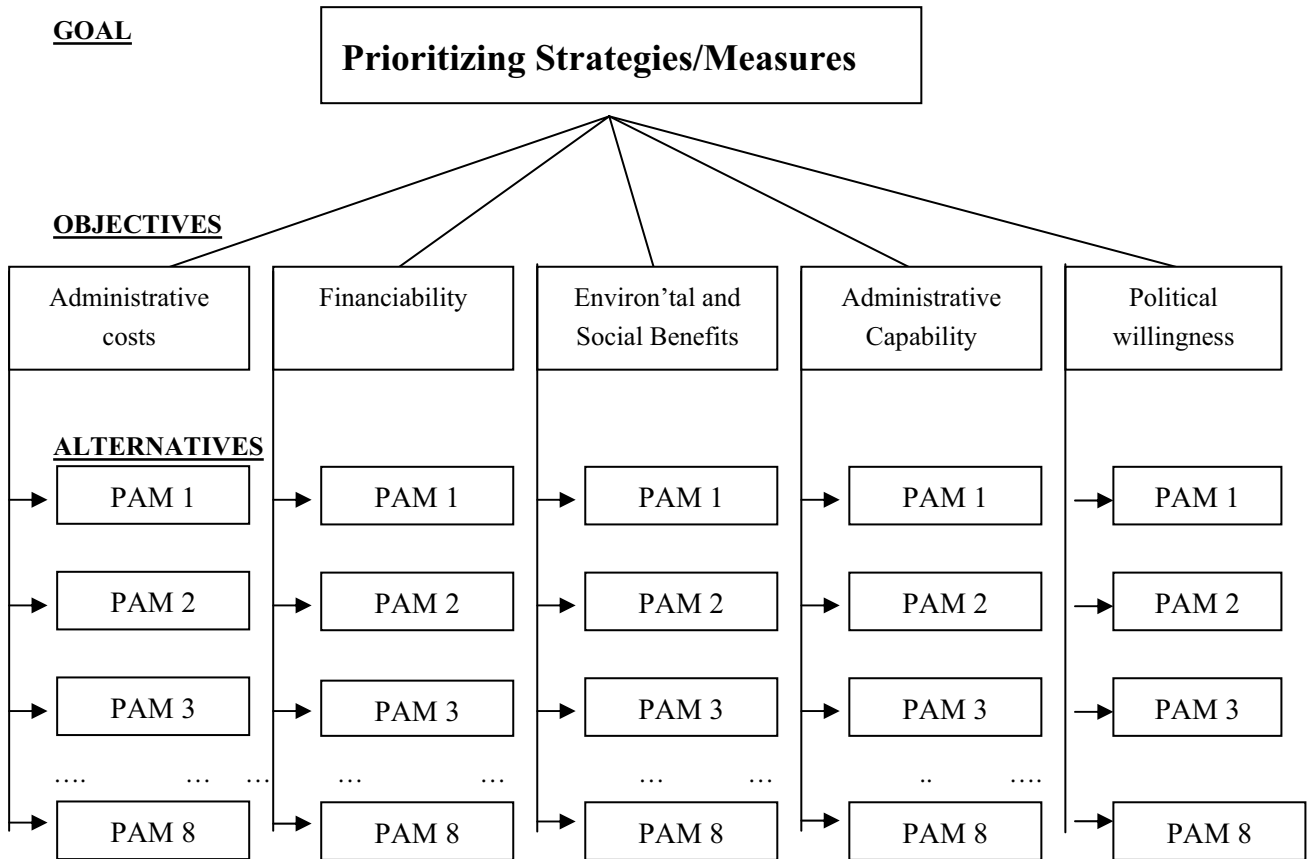 GOAL
Prioritizing Strategies/Measures
OBJECTIVES
Administrative
costs
Financiability
Environ’tal and
Social Benefits
Administrative
Capability
Political
willingness
ALTERNATIVES
PAM 1
PAM 1
PAM 1
PAM 1
PAM 1
PAM 2
PAM 2
PAM 2
PAM 2
PAM 2
PAM 3
PAM 3
PAM 3
PAM 3
PAM 3
…. … … … … … … .. ….
PAM 8
PAM 8
PAM 8
PAM 8
PAM 8